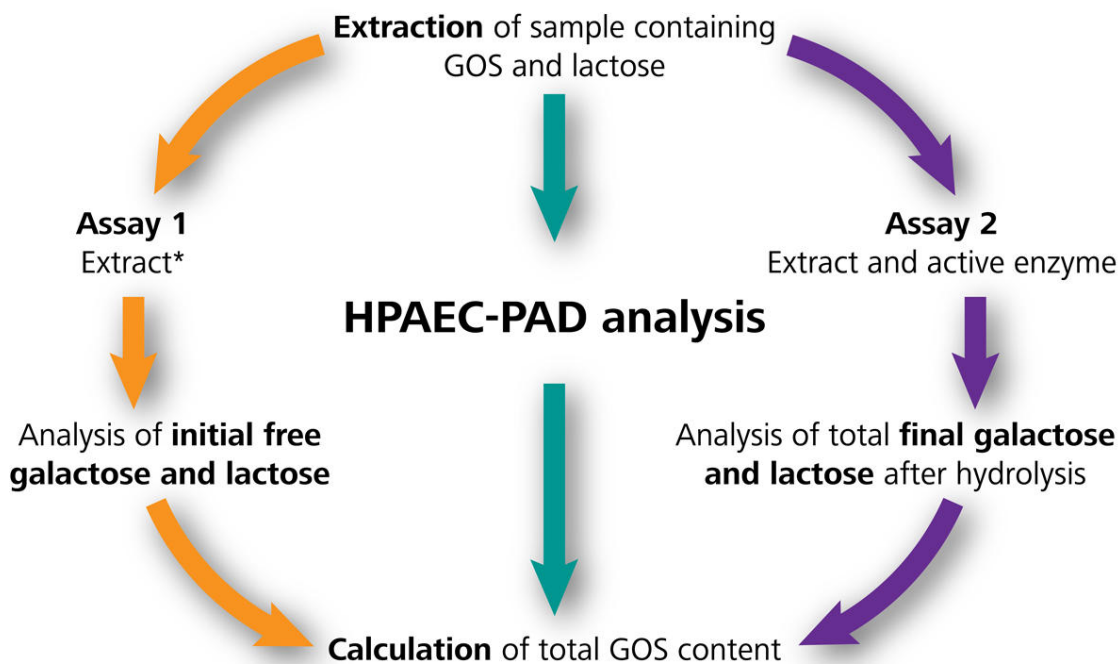 Extraction of sample containing
GOS and lactose
Assay 1
Extract*
Assay 2
Extract and active enzyme
HPAEC-PAD analysis
Analysis of initial free
galactose and lactose
Analysis of total final galactose
and lactose after hydrolysis
Calculation of total GOS content